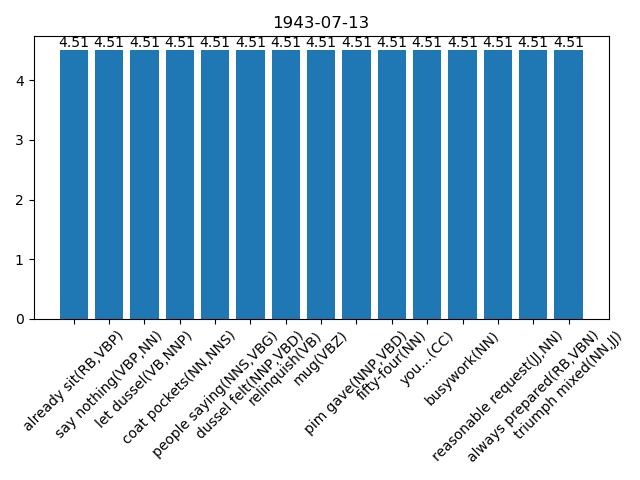 1943-07-13
4.51 4.51 4.51 4.51 4.51 4.51 4.51 4.51 4.51 4.51 4.51 4.51 4.51 4.51 4.51
4
3
2
1
0
already sit(RB,VBP)
say nothing(VBP,NN)
let dussel(VB,NNP)
coat pockets(NN,NNS)
people saying(NNS,VBG)
dussel felt(NNP,VBD)
relinquish(VB)
mug(VBZ)
pim gave(NNP,VBD)
fifty-four(NN)
you...(CC)
busywork(NN)
reasonable request(JJ,NN)
always prepared(RB,VBN)
triumph mixed(NN,JJ)